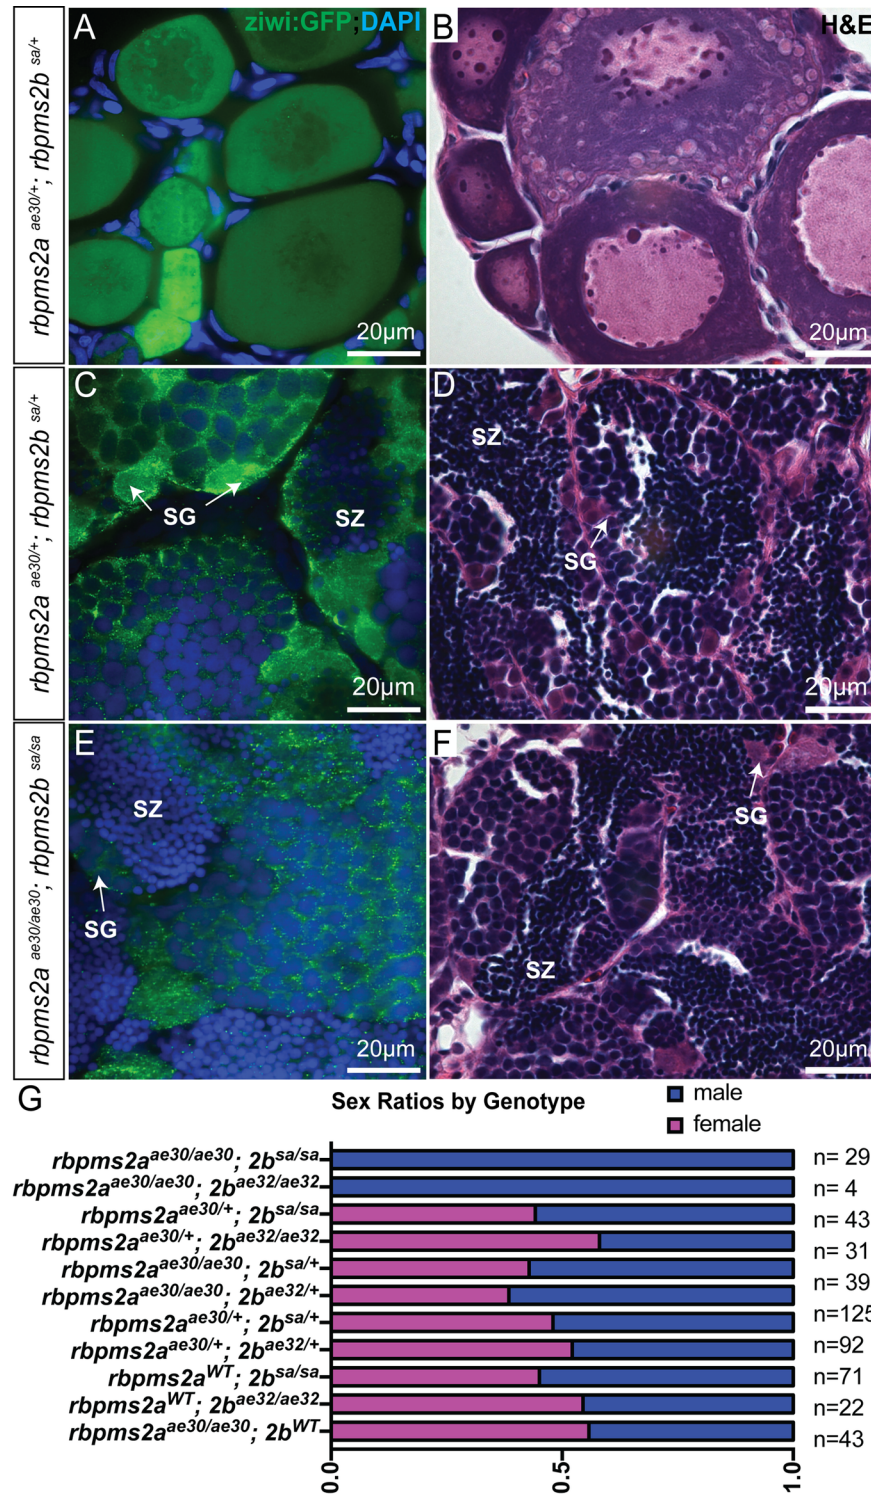 A
ziwi:GFP;DAPI
B
H&E
rbpms2a ae30/+; rbpms2b sa/+
20μm
20μm
C
D
rbpms2a ae30/+; rbpms2b sa/+
SG
SZ
SZ
SG
20μm
20μm
E
F
rbpms2a ae30/ae30; rbpms2b sa/sa
SZ
SG
SG
SZ
20μm
20μm
G
Sex Ratios by Genotype
male
female
rbpms2a ae30/ae30; 2b sa/sa n= 29
rbpms2a ae30/ae30; 2b ae32/ae32 n= 4
rbpms2a ae30/+; 2b sa/sa n= 43
rbpms2a ae30/+; 2b ae32/ae32 n= 31
rbpms2a ae30/ae30; 2b sa/+ n= 39
rbpms2a ae30/ae30; 2b ae32/+ n=125
rbpms2a ae30/+; 2b sa/+ n=92
rbpms2a ae30/+; 2b ae32/+ n=71
rbpms2a WT; 2b sa/sa n=22
rbpms2a WT; 2b ae32/ae32 n=43
rbpms2a ae30/ae30; 2b WT
0.0 0.5 1.0